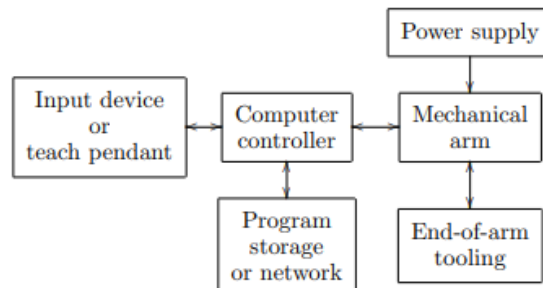 Power supply
Input device
or
teach pendant
Computer
controller
Mechanical
arm
Program
storage
or network
End-of-arm
tooling